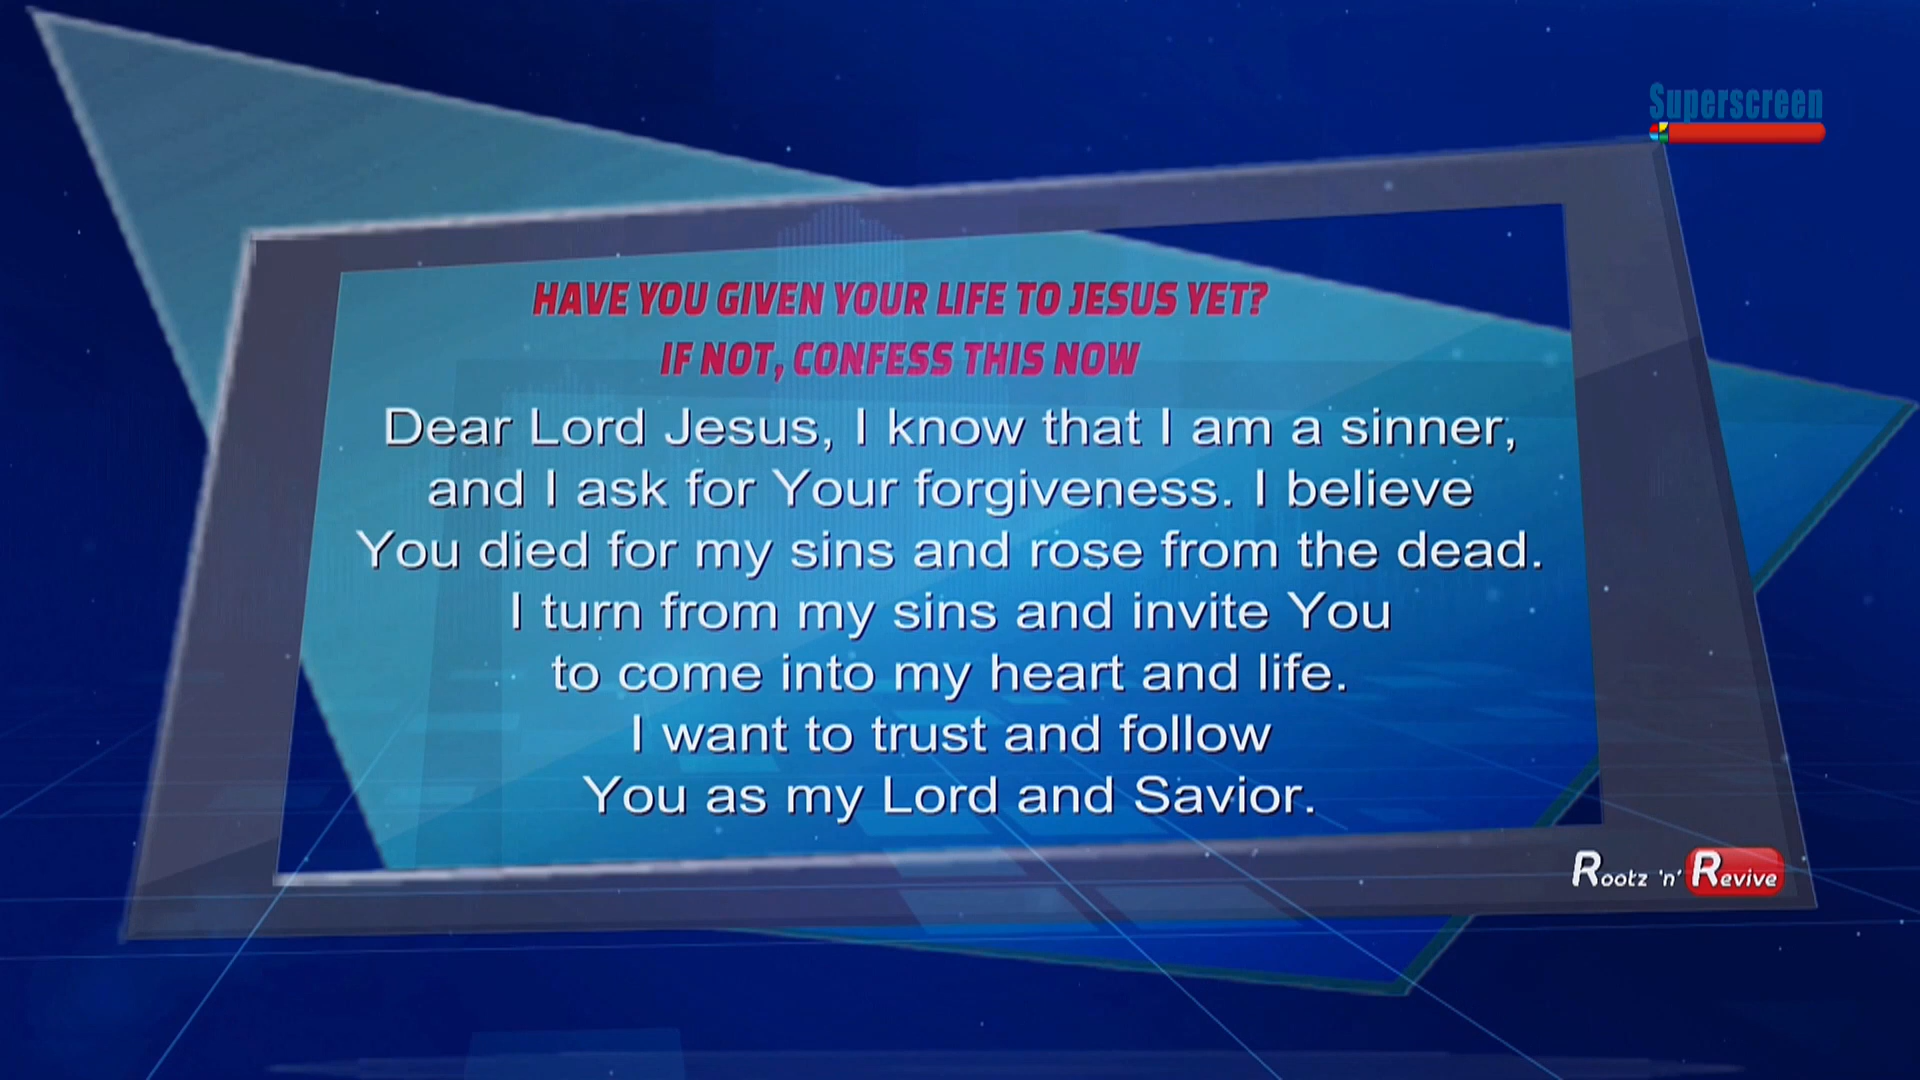 Superscreen
HAVE YOU GIVEN YOUR LIFE TO JESUS YET?
IF NOT, CONFESS THIS NOW
Dear Lord Jesus, I know that I am a sinner,
and I ask for Your forgiveness. I believe
You died for my sins and rose from the dead.
I turn from my sins and invite You
to come into my heart and life.
I want to trust and follow
You as my Lord and Savior.
Rootz 'n' Revive